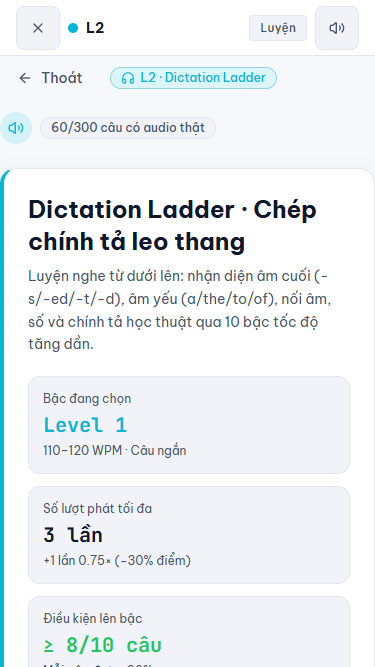 L2
Luyện
Thoát
L2 · Dictation Ladder
60/300 câu có audio thật
Dictation Ladder · Chép
chính tả leo thang
Luyện nghe từ dưới lên: nhận diện âm cuối (-
s/-ed/-t/-d), âm yếu (a/the/to/of), nối âm,
số và chính tả học thuật qua 10 bậc tốc độ
tăng dần.
Bậc đang chọn
Level 1
110–120 WPM · Câu ngắn
Số lượt phát tối đa
3 lần
+1 lần 0.75× (−30% điểm)
Điều kiện lên bậc
≥ 8/10 câu